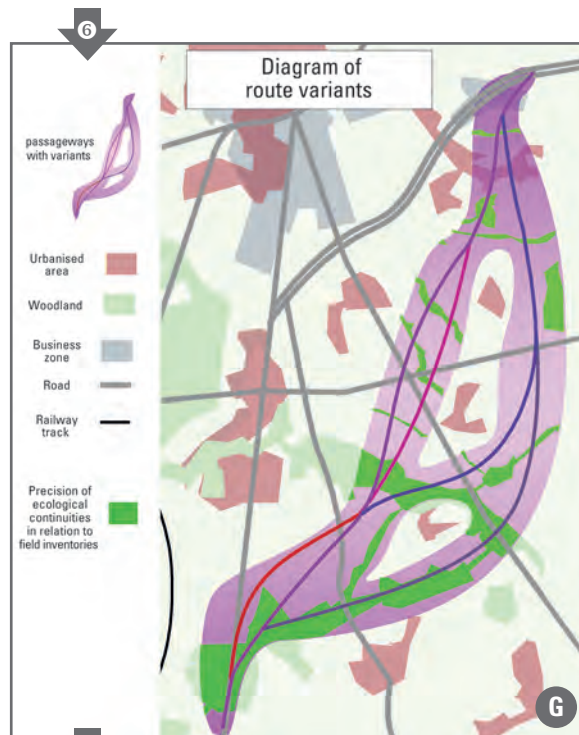 6
Diagram of
route variants
passageways
with variants
Urbanised
area
Woodland
Business
zone
Road
Railway
track
Precision of
ecological
continuities
in relation to
field inventories
G